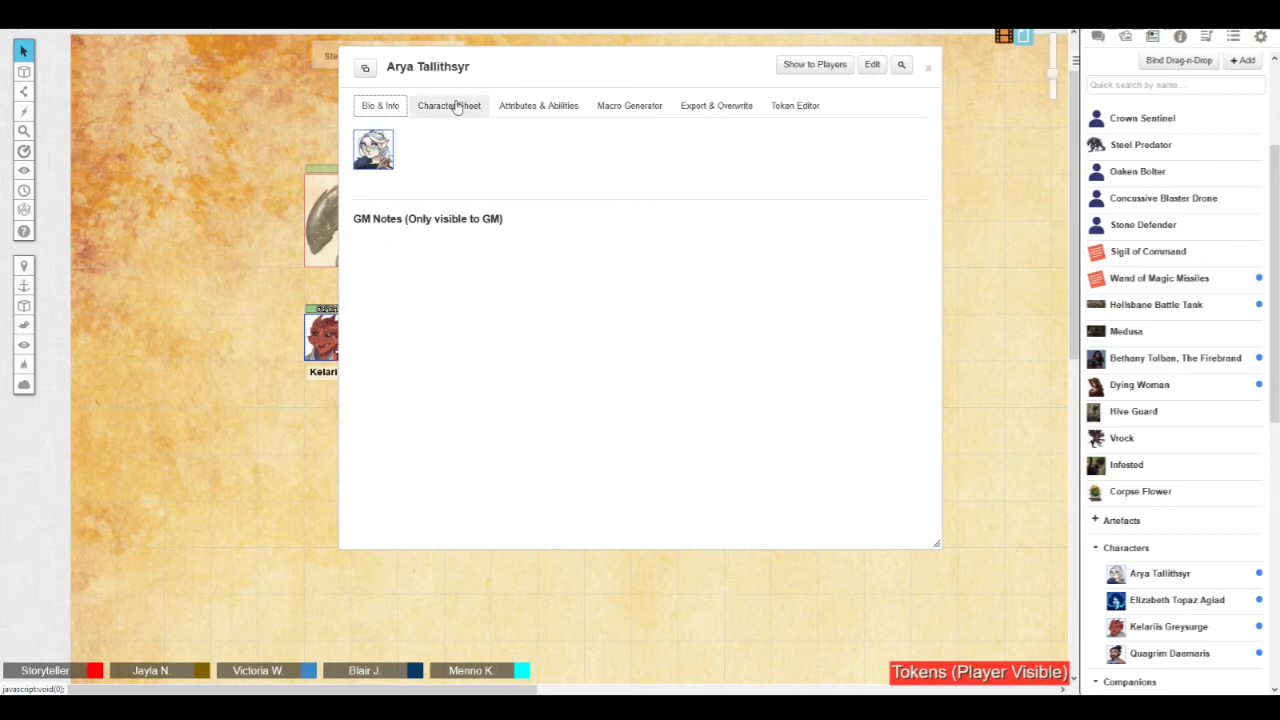 Arya Tallithsyr
Show to Players
Edit
Bio & Info
Character Sheet
Attributes & Abilities
Macro Generator
Export & Overwrite
Token Editor
GM Notes (Only visible to GM)
Kelari
Bind Drag-n-Drop
+ Add
Quick search by name...
Crown Sentinel
Steel Predator
Oaken Bolter
Concussive Blaster Drone
Stone Defender
Sigil of Command
Wand of Magic Missiles
Hellsbane Battle Tank
Medusa
Bethany Tolban, The Firebrand
Dying Woman
Hive Guard
Vrock
Infested
Corpse Flower
+ Artefacts
- Characters
Arya Tallithsyr
Elizabeth Topaz Agiad
Kelariis Greysurge
Quagrim Daemaris
- Companions
Storyteller
Jayla N.
Victoria W.
Blair J.
Menno K.
Tokens (Player Visible)
javascript:void(0);